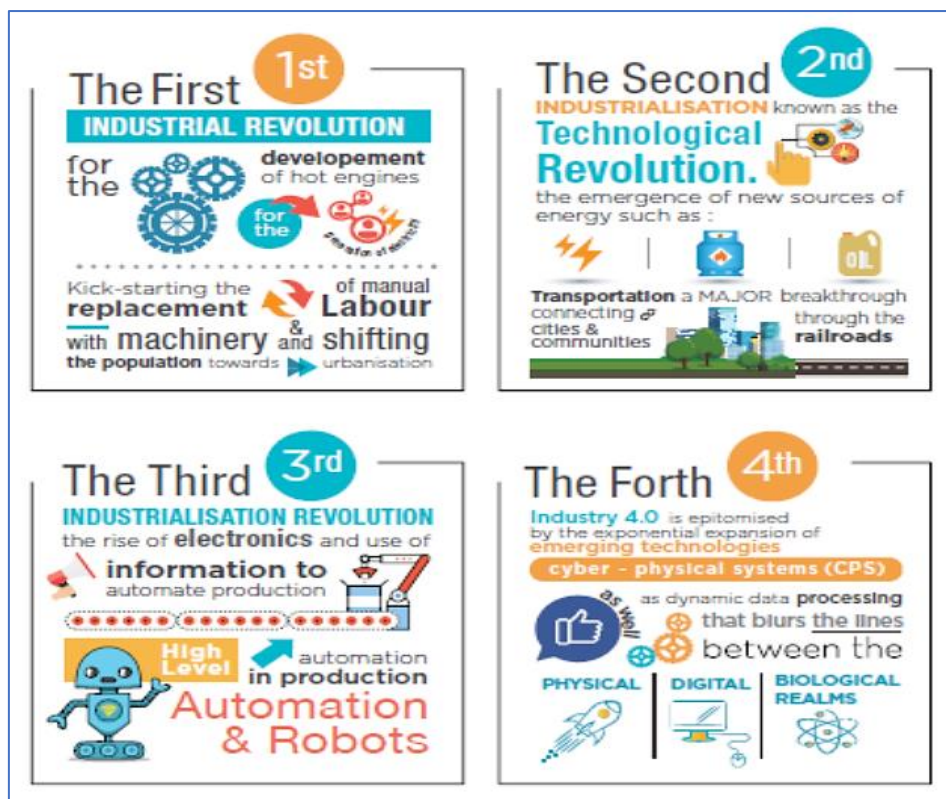 1st
The First
INDUSTRIAL REVOLUTION
for the
developement
of hot engines
for the
Kick-starting the
replacement
of manual
Labour
with machinery & and shifting
the population towards urbanisation
2nd
The Second
INDUSTRIALISATION known as the
Technological
Revolution.
the emergence of new sources of
energy such as :
OIL
Transportation a MAJOR breakthrough
connecting
cities &
communities
through the
railroads
3rd
The Third
INDUSTRIALISATION REVOLUTION
the rise of electronics and use of
information to
automate production
High
Level
automation
in production
Automation
& Robots
4th
The Forth
Industry 4.0 is epitomised
by the exponential expansion of
emerging technologies
cyber - physical systems (CPS)
as well
as dynamic data processing
that blurs the lines
between the
PHYSICAL
DIGITAL
BIOLOGICAL
REALMS